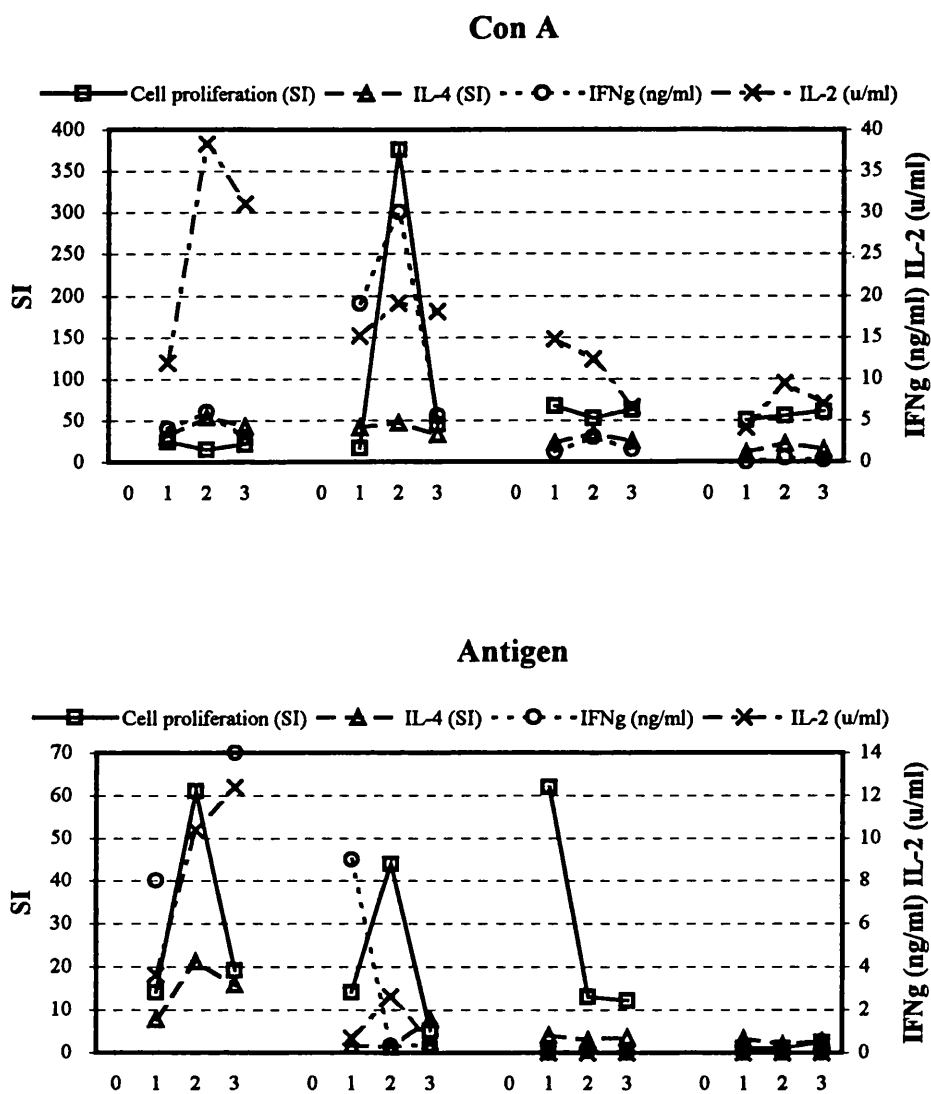 Con A
Cell proliferation (SI) IL-4 (SI) IFNg (ng/ml) IL-2 (u/ml)
400 40
350 35
300 30
250 25
200 20
150 15
100 10
50 5
0 0
SI
IFNg (ng/ml) IL-2 (u/ml)
0 1 2 3 0 1 2 3 0 1 2 3 0 1 2 3
Antigen
Cell proliferation (SI) IL-4 (SI) IFNg (ng/ml) IL-2 (u/ml)
70 14
60 12
50 10
40 8
30 6
20 4
10 2
0 0
SI
IFNg (ng/ml) IL-2 (u/ml)
0 1 2 3 0 1 2 3 0 1 2 3 0 1 2 3